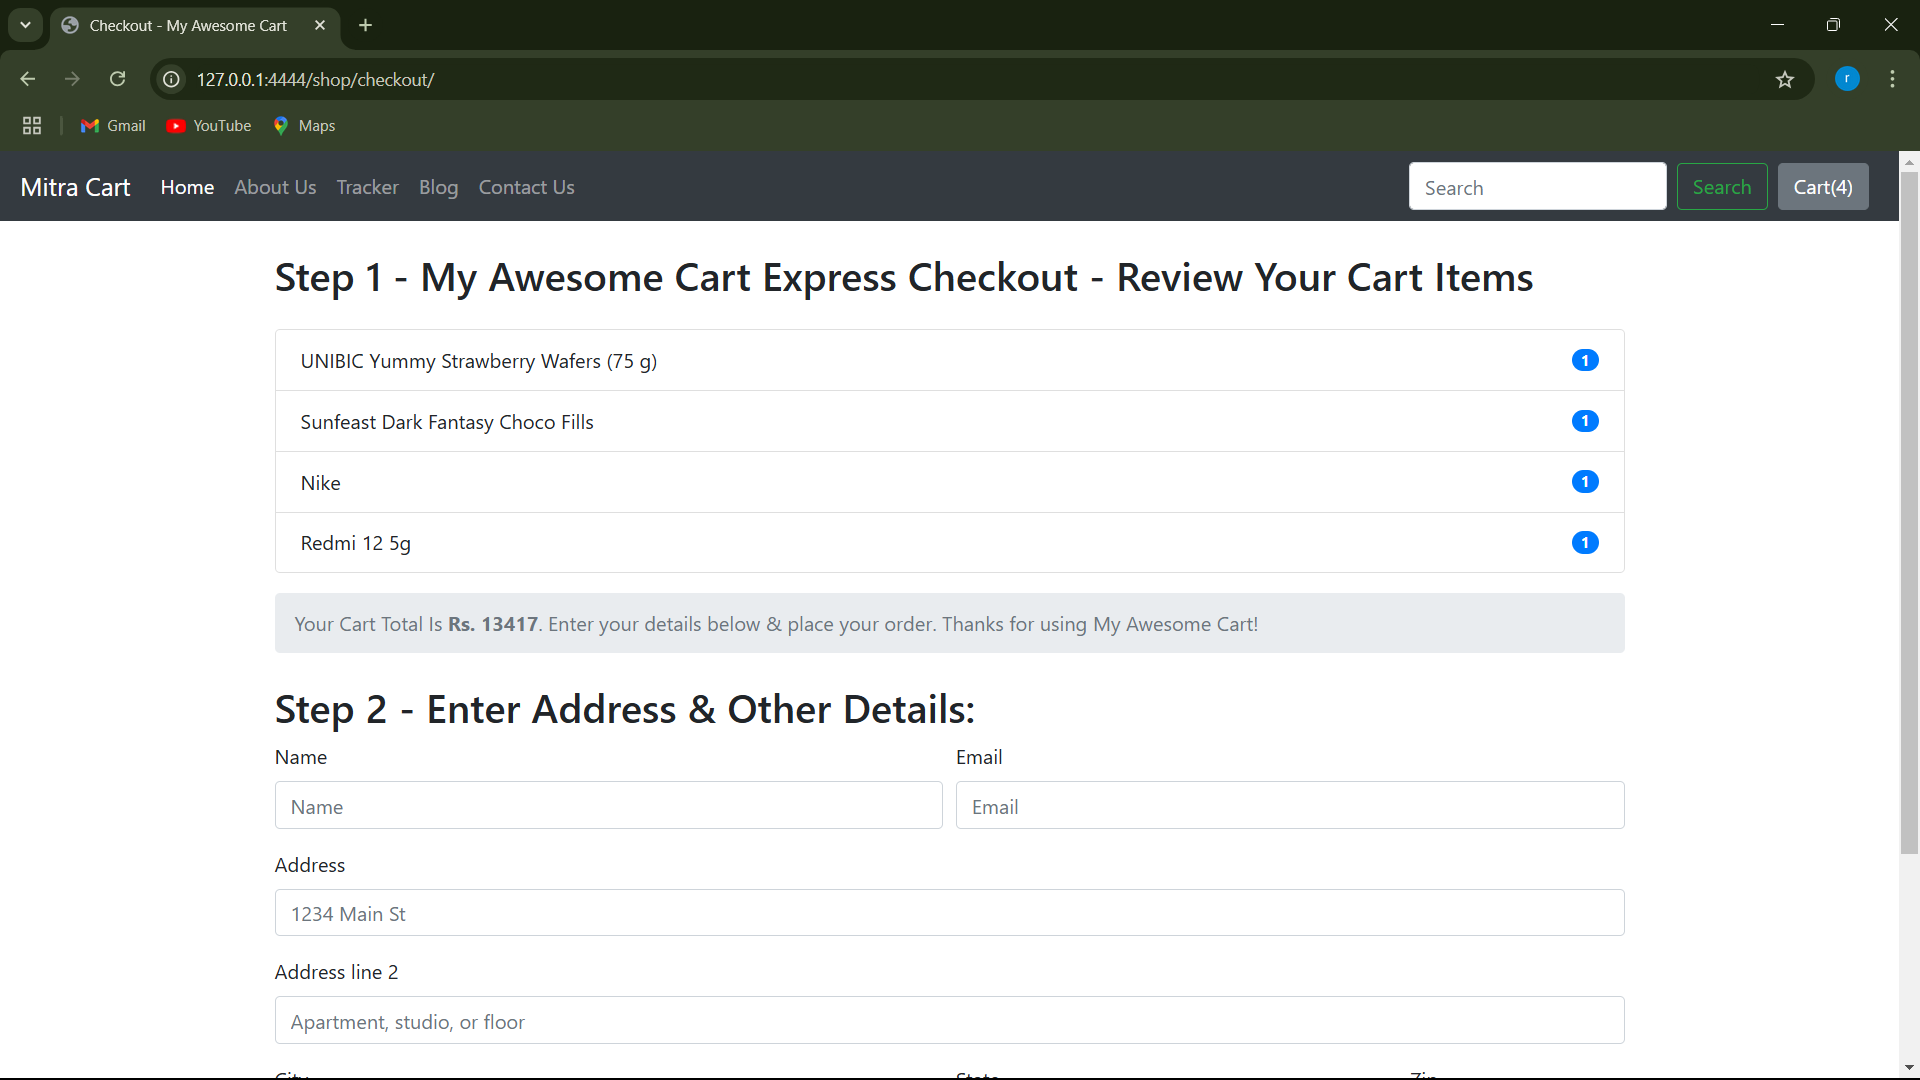 Checkout - My Awesome Cart
127.0.0.1:4444/shop/checkout/
r
Gmail YouTube Maps
Mitra Cart Home About Us Tracker Blog Contact Us Search Search Cart(4)
Step 1 - My Awesome Cart Express Checkout - Review Your Cart Items
UNIBIC Yummy Strawberry Wafers (75 g) 1
Sunfeast Dark Fantasy Choco Fills 1
Nike 1
Redmi 12 5g 1
Your Cart Total Is Rs. 13417. Enter your details below & place your order. Thanks for using My Awesome Cart!
Step 2 - Enter Address & Other Details:
Name Email
Name Email
Address
1234 Main St
Address line 2
Apartment, studio, or floor
City State Zip